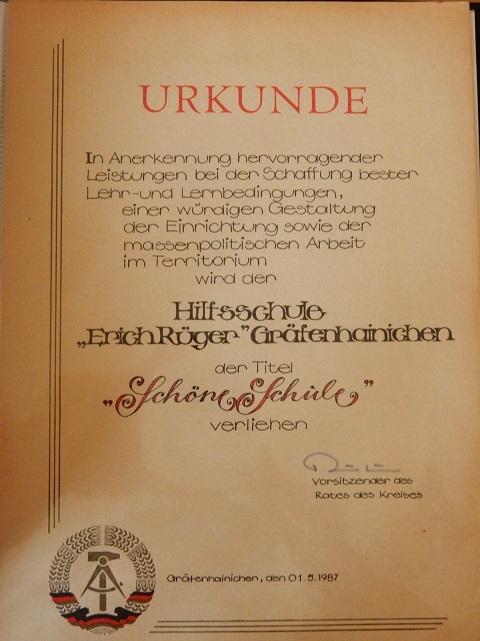 URKUNDE
In Anerkennung hervorragender
Leistungen bei der Schaffung bester
Lehr-und Lernbedingungen,
einer würdigen Gestaltung
der Einrichtung sowie der
massenpolitischen Arbeit
im Territorium
wird der
Hilfsschule
„Erich Rüger” Gräfenhainichen
der Titel
„Schöne Schule”
verliehen
Vorsitzender des
Rates des Kreises
Gräfenhainichen, den 01.5.1987